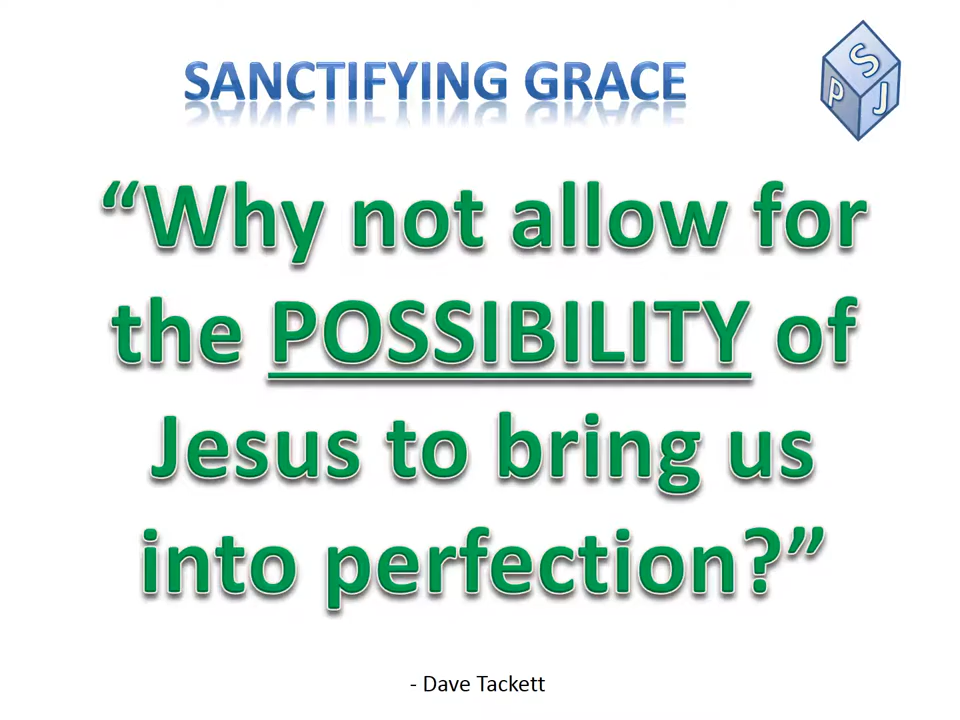 SANCTIFYING GRACE
S
P J
“Why not allow for
the POSSIBILITY of
Jesus to bring us
into perfection?”
- Dave Tackett